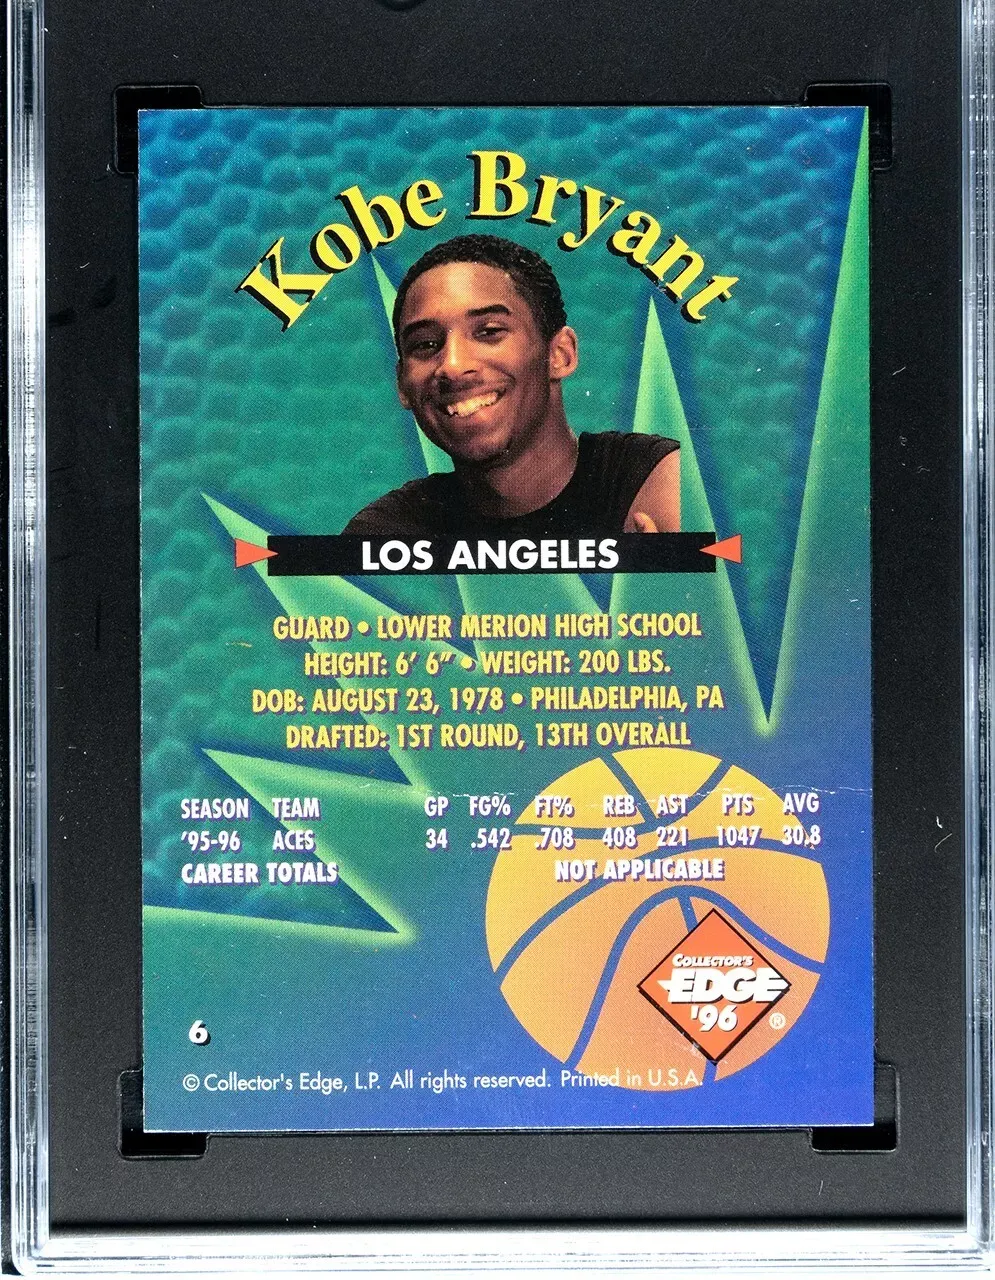 Kobe Bryant
LOS ANGELES
GUARD • LOWER MERION HIGH SCHOOL
HEIGHT: 6' 6" • WEIGHT: 200 LBS.
DOB: AUGUST 23, 1978 • PHILADELPHIA, PA
DRAFTED: 1ST ROUND, 13TH OVERALL
SEASON TEAM GP FG% FT% REB AST PTS AVG
'95-96 ACES 34 .542 .708 408 221 1047 30.8
CAREER TOTALS NOT APPLICABLE
COLLECTOR'S
EDGE
'96 ®
6
© Collector's Edge, L.P. All rights reserved. Printed in U.S.A.